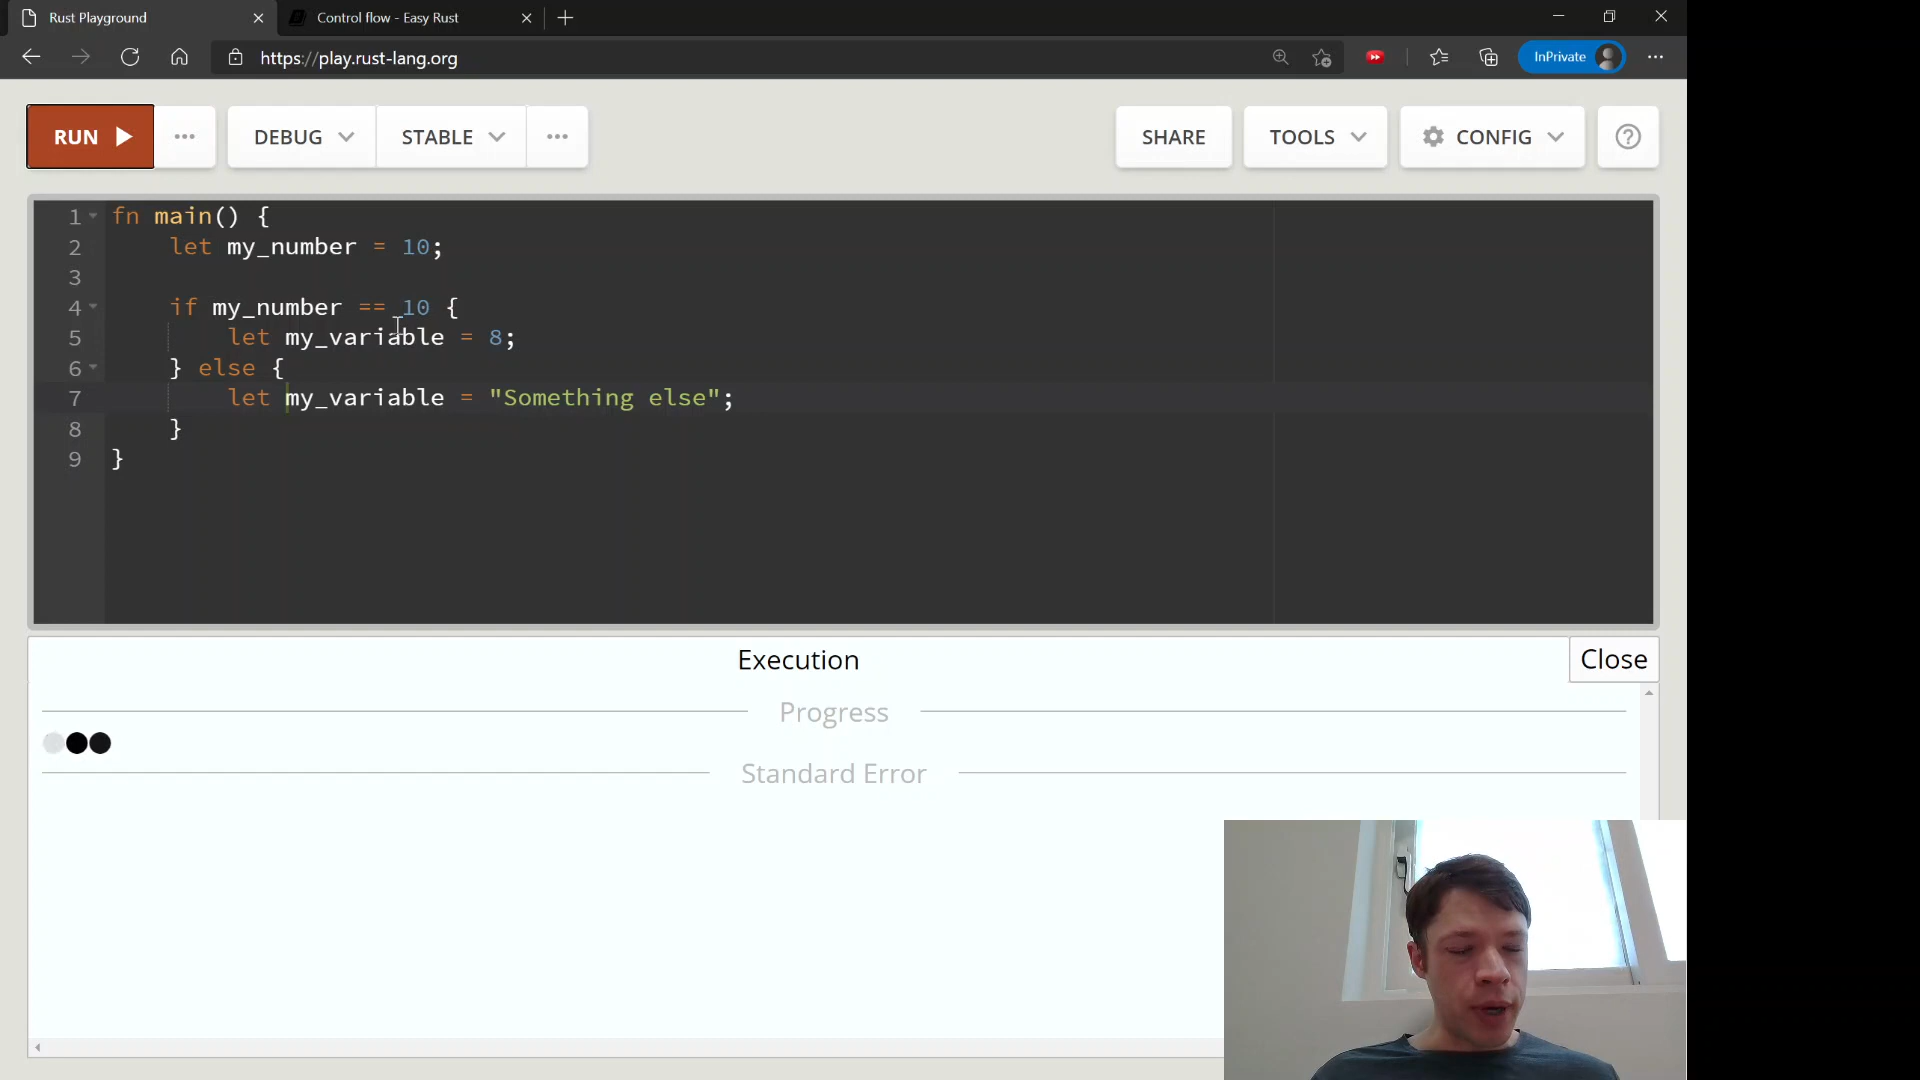 Rust Playground
Control flow - Easy Rust
https://play.rust-lang.org
InPrivate
RUN
DEBUG
STABLE
SHARE
TOOLS
CONFIG
1 fn main() {
2 let my_number = 10;
3
4 if my_number == 10 {
5 let my_variable = 8;
6 } else {
7 let my_variable = "Something else";
8 }
9 }
Execution
Close
Progress
Standard Error